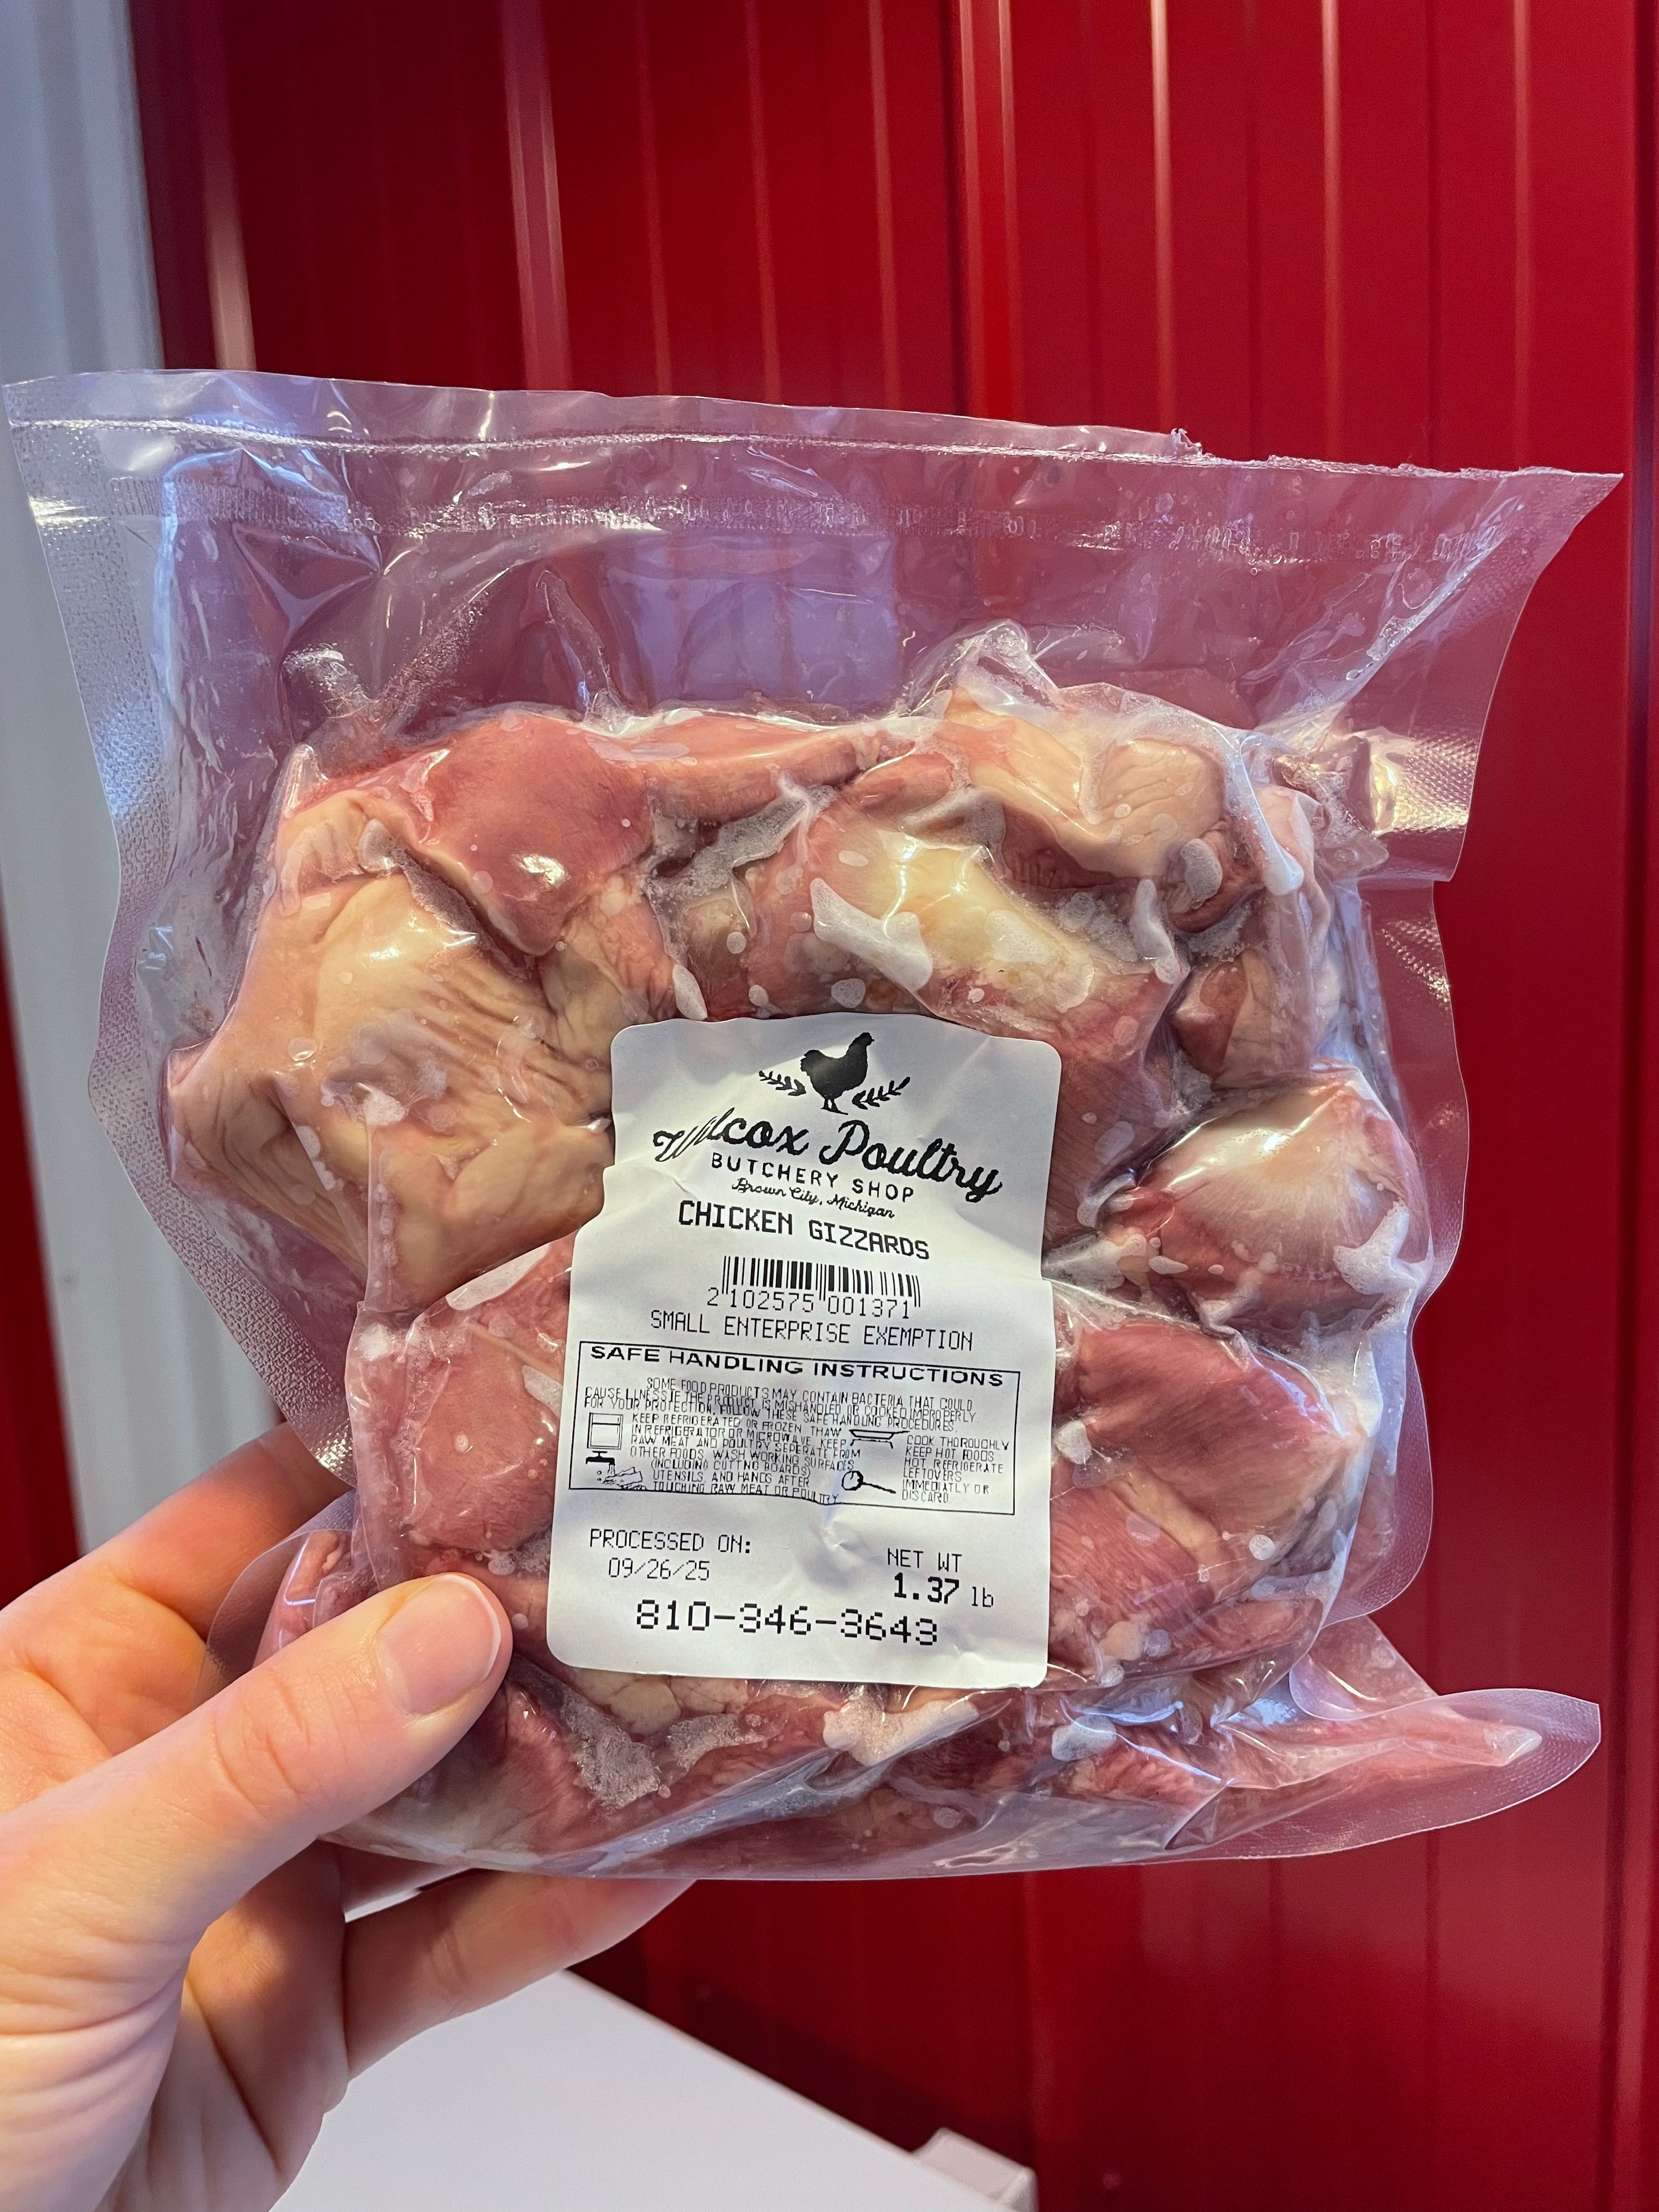 Wilcox Poultry
BUTCHERY SHOP
Brown City, Michigan
CHICKEN GIZZARDS
2 102575 001371
SMALL ENTERPRISE EXEMPTION
SAFE HANDLING INSTRUCTIONS
SOME FOOD PRODUCTS MAY CONTAIN BACTERIA THAT COULD
CAUSE ILLNESS IF THE PRODUCT IS MISHANDLED OR COOKED IMPROPERLY.
FOR YOUR PROTECTION, FOLLOW THESE SAFE HANDLING PROCEDURES.
KEEP REFRIGERATED OR FROZEN THAW
IN REFRIGERATOR OR MICROWAVE. KEEP
RAW MEAT AND POULTRY SEPERATE FROM
OTHER FOODS. WASH WORKING SURFACES
(INCLUDING CUTTING BOARDS)
UTENSILS, AND HANDS AFTER
TOUCHING RAW MEAT OR POULTRY
COOK THOROUGHLY
KEEP HOT FOODS
HOT REFRIGERATE
LEFTOVERS
IMMEDIATLY OR
DISCARD.
PROCESSED ON:
09/26/25
NET WT
1.37 lb
810-346-3643